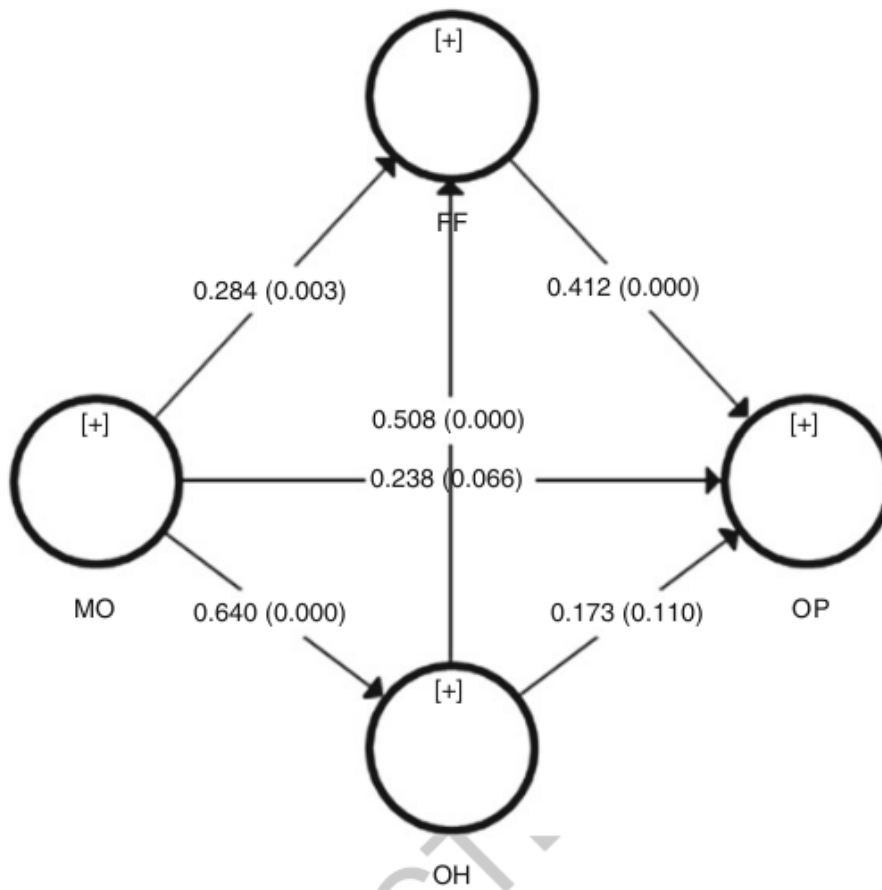 [+]
FF
0.284 (0.003)
0.412 (0.000)
[+]
0.508 (0.000)
[+]
0.238 (0.066)
MO
0.640 (0.000)
0.173 (0.110)
OP
[+]
OH